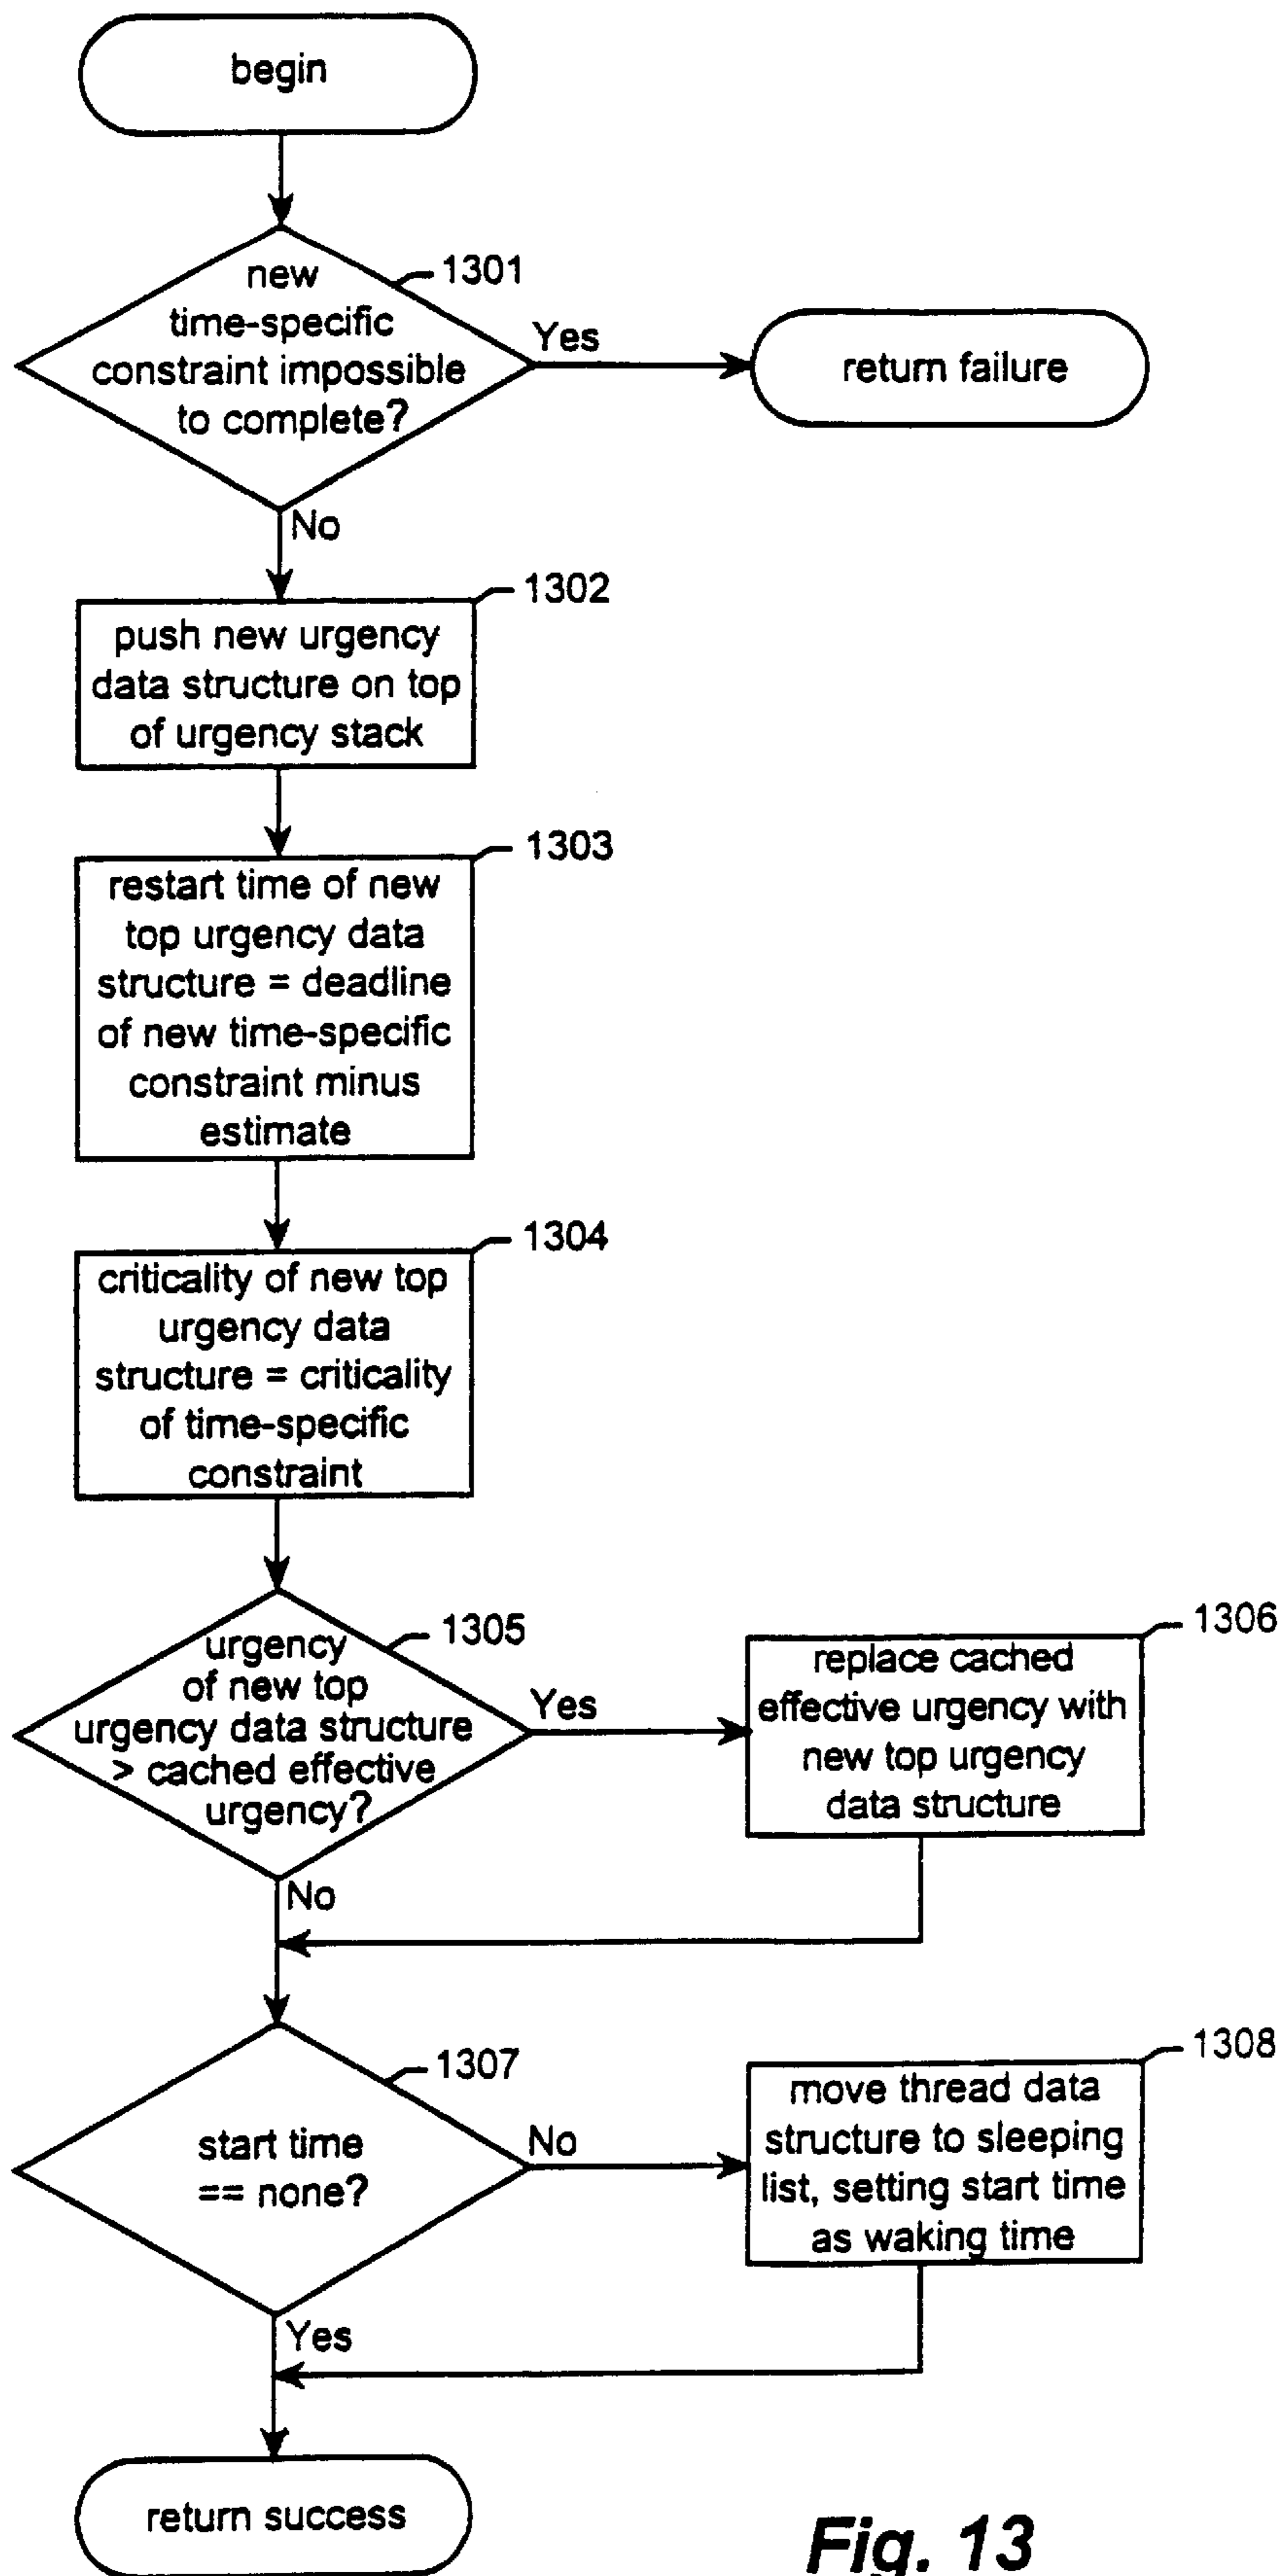 begin
1301
new
time-specific
constraint impossible
to complete?
Yes
return failure
No
1302
push new urgency
data structure on top
of urgency stack
1303
restart time of new
top urgency data
structure = deadline
of new time-specific
constraint minus
estimate
1304
criticality of new top
urgency data
structure = criticality
of time-specific
constraint
1305
urgency
of new top
urgency data structure
> cached effective
urgency?
Yes
1306
replace cached
effective urgency with
new top urgency
data structure
No
1307
start time
== none?
No
1308
move thread data
structure to sleeping
list, setting start time
as waking time
Yes
return success
Fig. 13